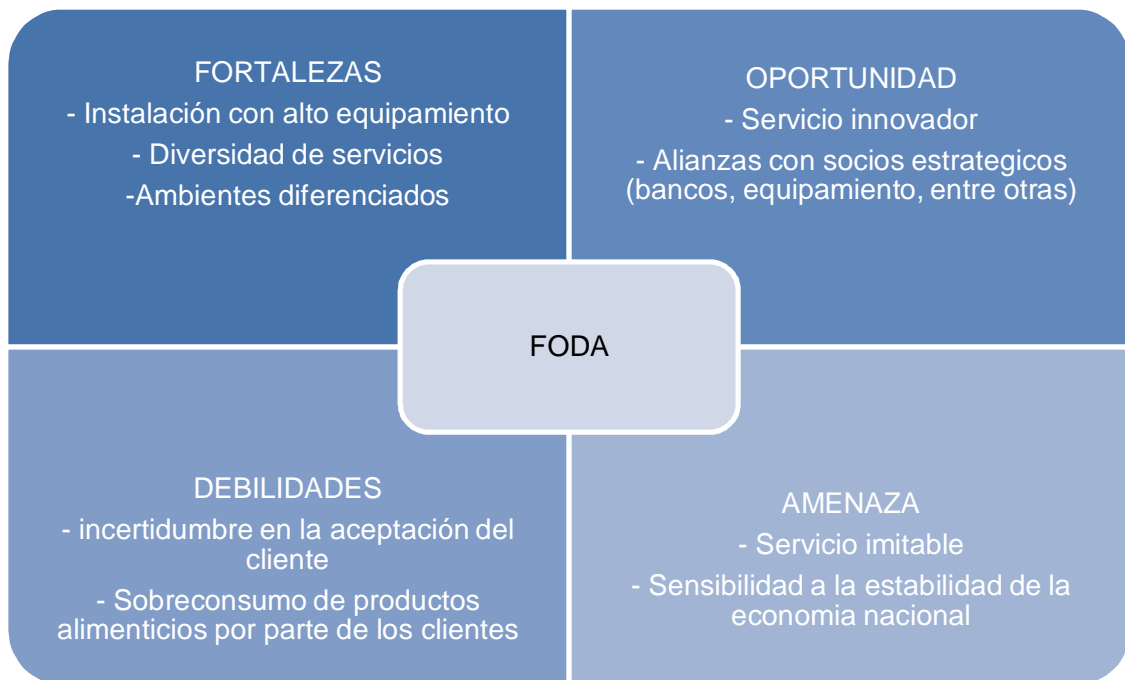 FORTALEZAS
- Instalación con alto equipamiento
- Diversidad de servicios
-Ambientes diferenciados
OPORTUNIDAD
- Servicio innovador
- Alianzas con socios estrategicos
(bancos, equipamiento, entre otras)
FODA
DEBILIDADES
- incertidumbre en la aceptación del
cliente
- Sobreconsumo de productos
alimenticios por parte de los clientes
AMENAZA
- Servicio imitable
- Sensibilidad a la estabilidad de la
economia nacional